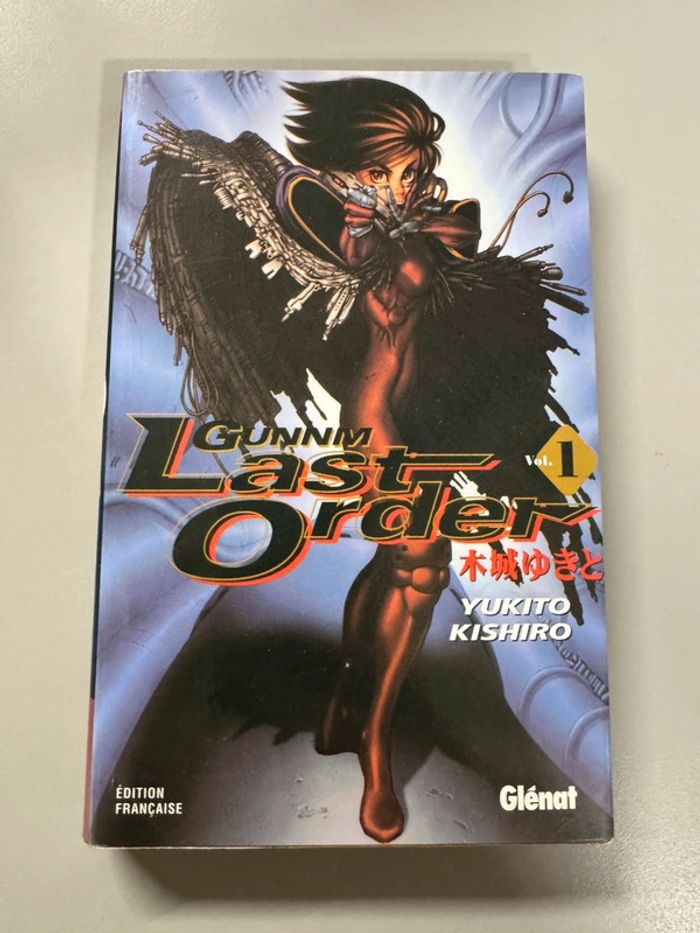 GUNNM
Last
Order
Vol. 1
木城ゆきと
YUKITO
KISHIRO
ÉDITION
FRANÇAISE
Glénat